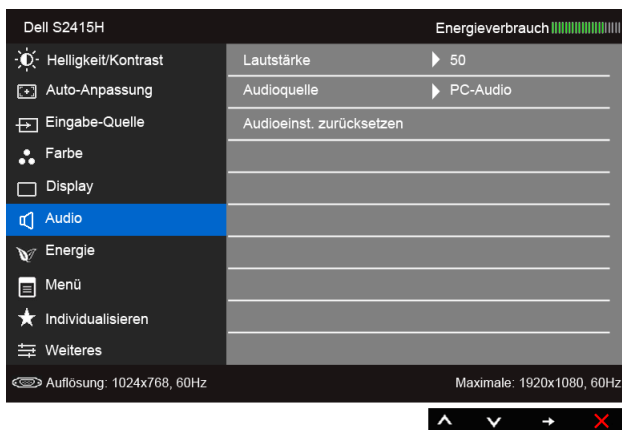 Dell S2415H Energieverbrauch
Helligkeit/Kontrast Lautstärke 50
Auto-Anpassung Audioquelle PC-Audio
Eingabe-Quelle Audioeinst. zurücksetzen
Farbe
Display
Audio
Energie
Menü
Individualisieren
Weiteres
Auflösung: 1024x768, 60Hz Maximale: 1920x1080, 60Hz